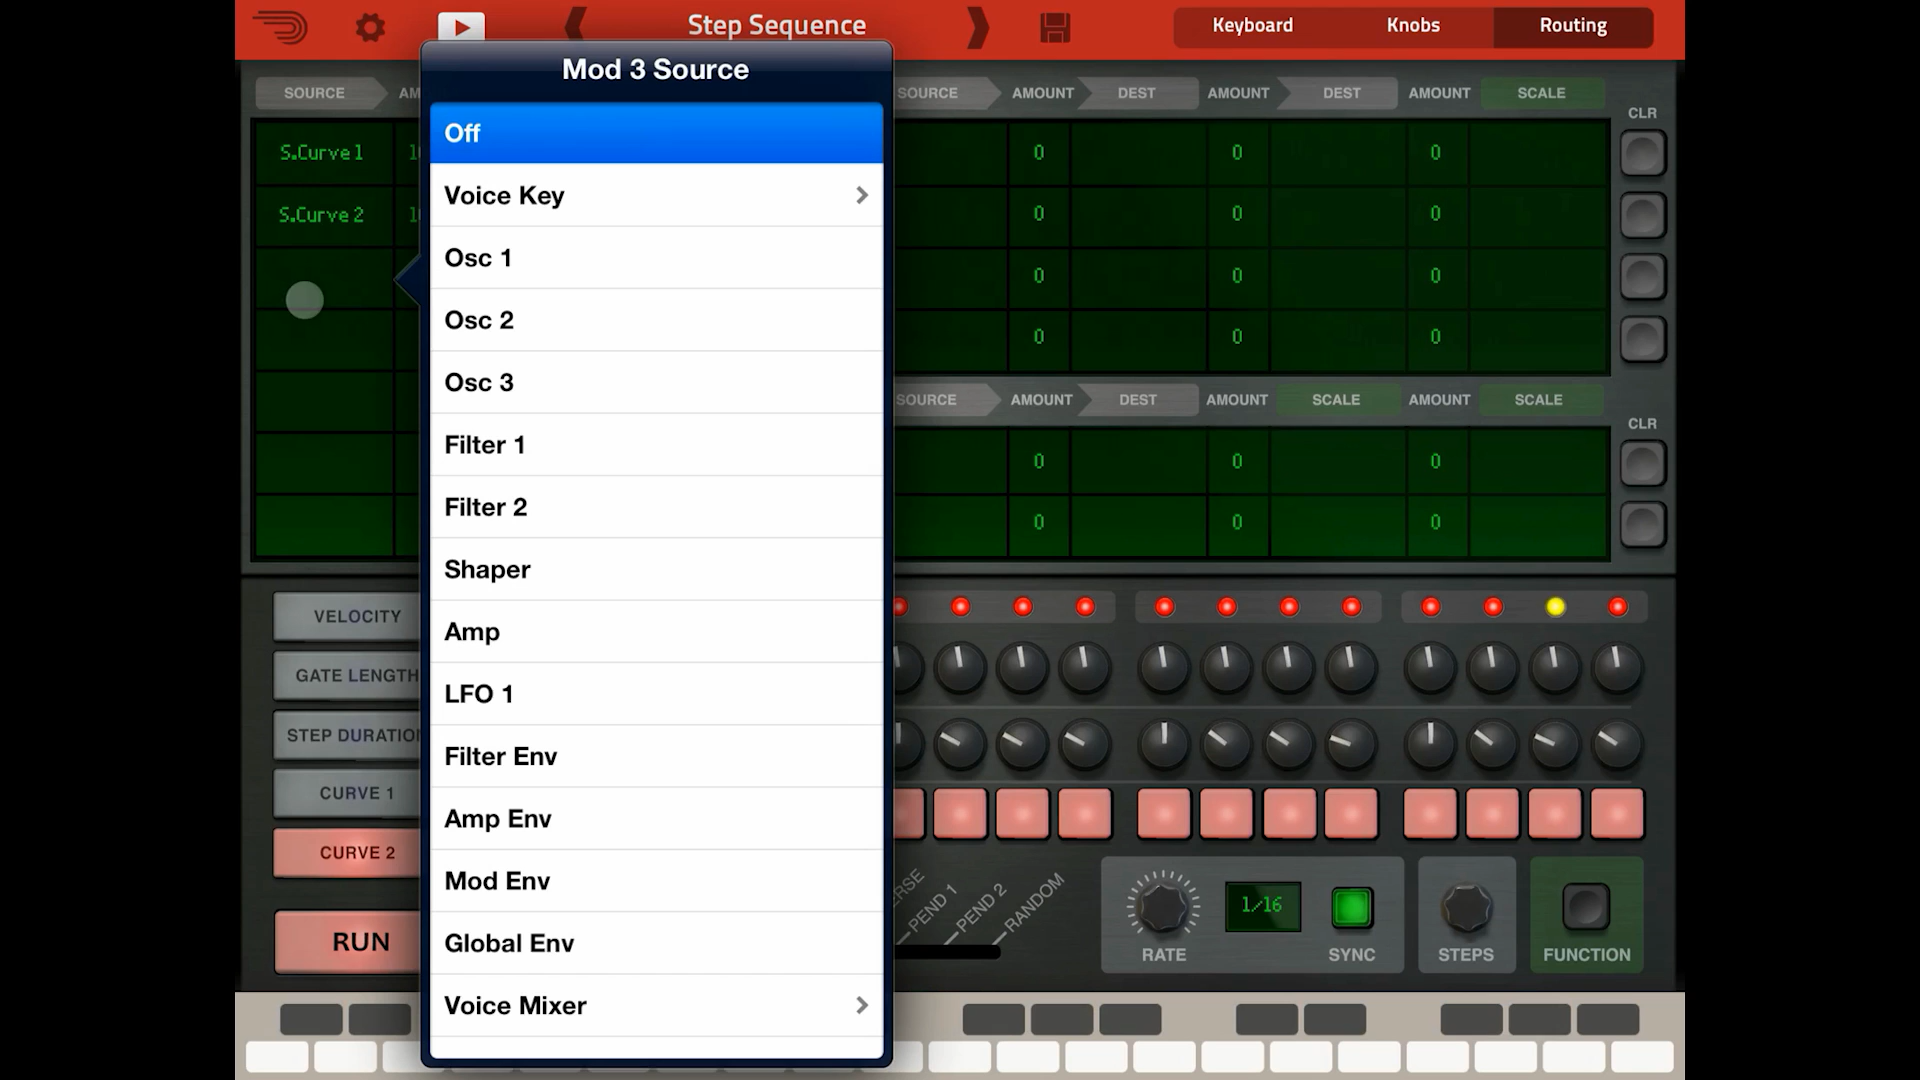 Step Sequence
Keyboard
Knobs
Routing
Mod 3 Source
Off
Voice Key
Osc 1
Osc 2
Osc 3
Filter 1
Filter 2
Shaper
Amp
LFO 1
Filter Env
Amp Env
Mod Env
Global Env
Voice Mixer
SOURCE
SOURCE AMOUNT DEST AMOUNT DEST AMOUNT SCALE
CLR
S.Curve1
0 0 0
S.Curve2
0 0 0
0 0 0
0 0 0
SOURCE AMOUNT DEST AMOUNT SCALE AMOUNT SCALE
CLR
0 0 0
0 0 0
VELOCITY
GATE LENGTH
STEP DURATION
CURVE 1
CURVE 2
RUN
PEND 1
PEND 2
RANDOM
1/16
RATE
SYNC
STEPS
FUNCTION